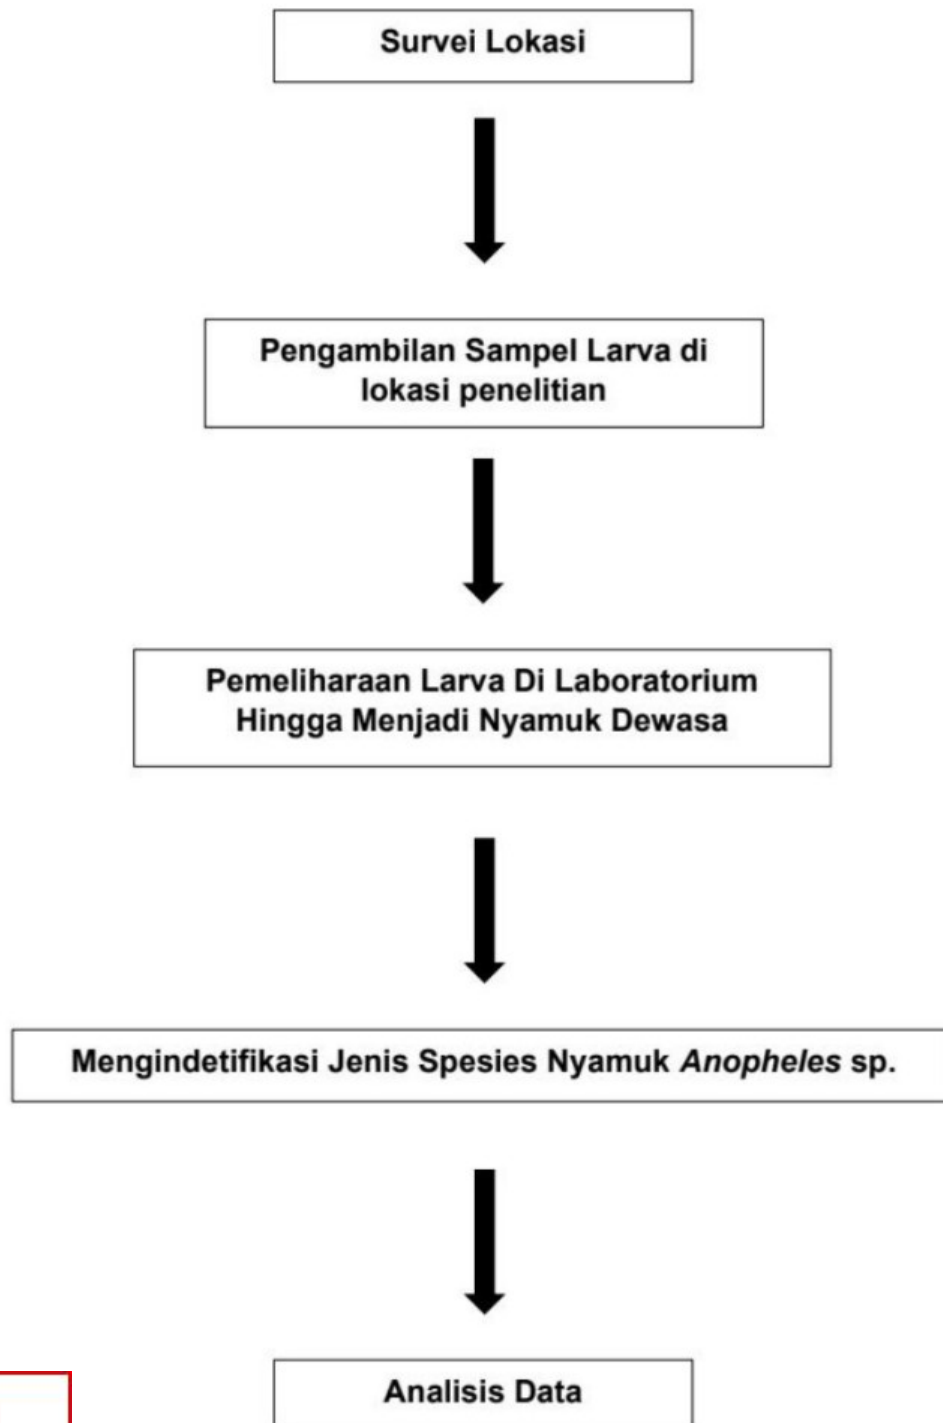 Survei Lokasi
Pengambilan Sampel Larva di
lokasi penelitian
Pemeliharaan Larva Di Laboratorium
Hingga Menjadi Nyamuk Dewasa
Mengindetifikasi Jenis Spesies Nyamuk Anopheles sp.
Analisis Data